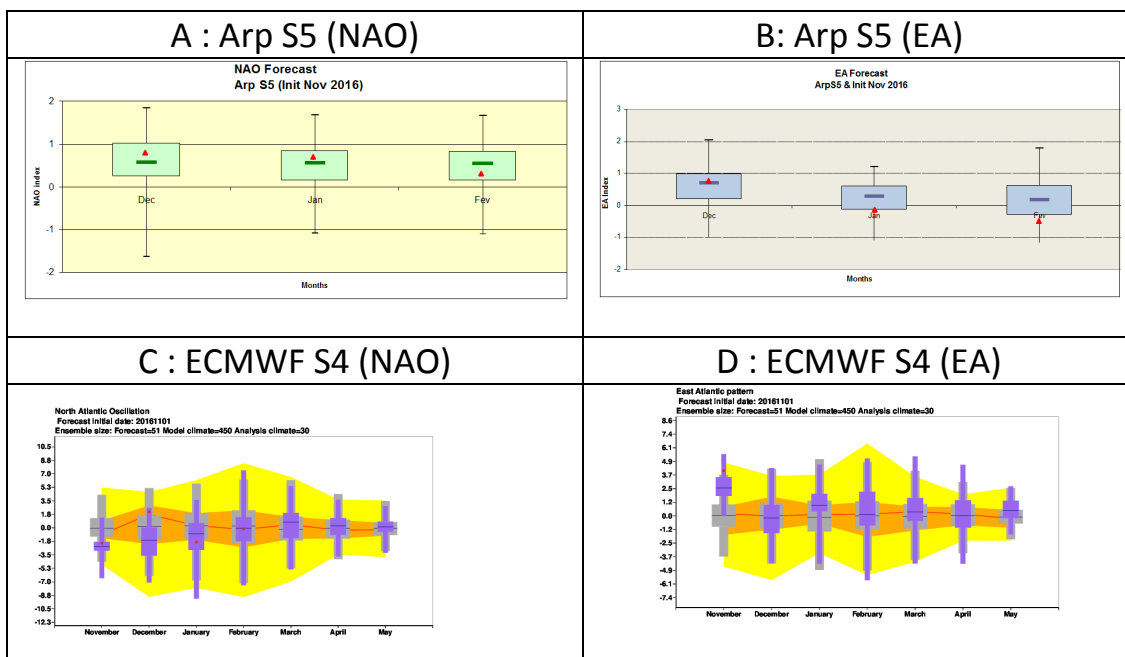 A : Arp S5 (NAO)
B: Arp S5 (EA)
NAO Forecast
Arp S5 (Init Nov 2016)
2
1
0
-1
-2
NAO index
Dec
Jan
Fev
Months
EA Forecast
ArpS5 & Init Nov 2016
3
2
1
0
-1
-2
EA Index
Dec
Jan
Fev
Months
C : ECMWF S4 (NAO)
D : ECMWF S4 (EA)
North Atlantic Oscillation
Forecast initial date: 20161101
Ensemble size: Forecast=51 Model climate=450 Analysis climate=30
10.5
8.8
7.0
5.3
3.5
1.8
0.0
-1.8
-3.5
-5.3
-7.0
-8.8
-10.5
-12.3
November
December
January
February
March
April
May
East Atlantic pattern
Forecast initial date: 20161101
Ensemble size: Forecast=51 Model climate=450 Analysis climate=30
8.6
7.4
6.1
4.9
3.7
2.5
1.2
0.0
-1.2
-2.5
-3.7
-4.9
-6.1
-7.4
November
December
January
February
March
April
May